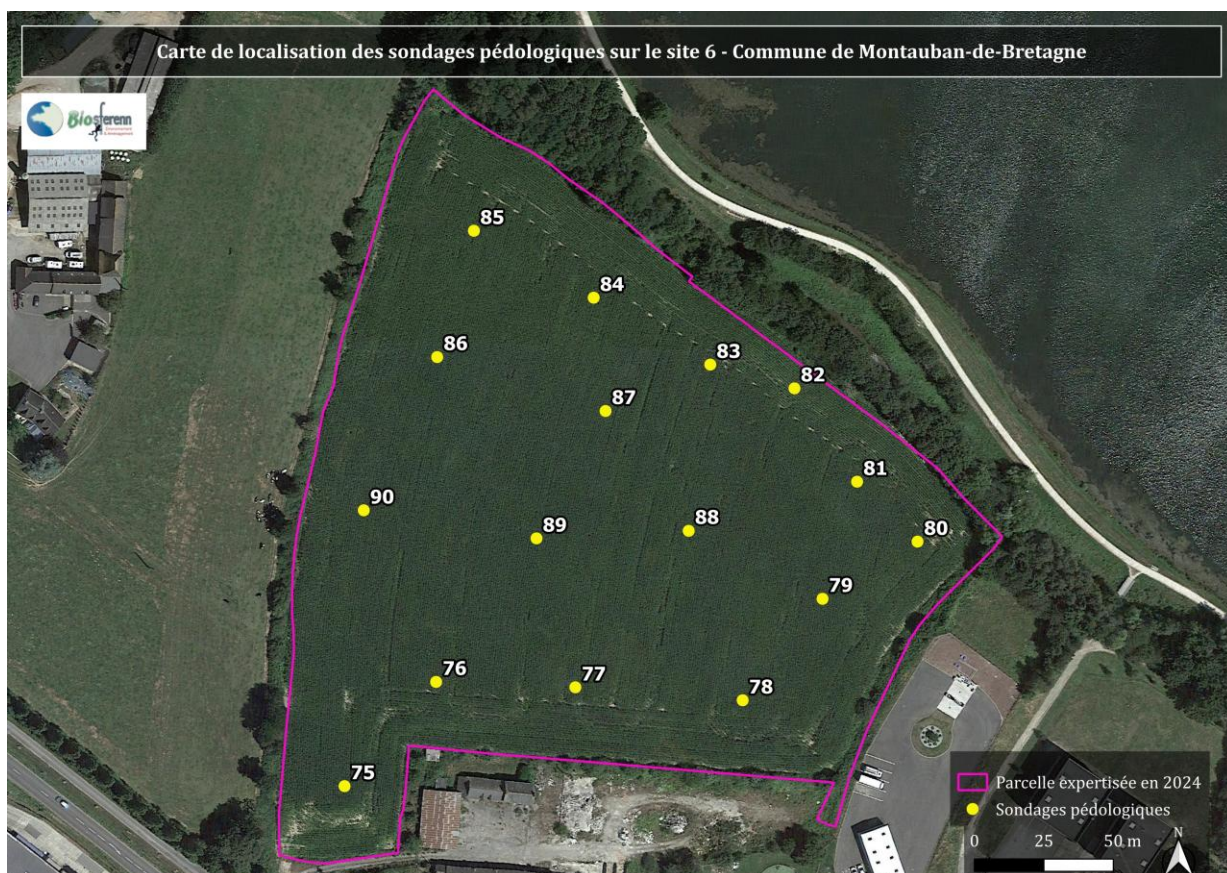 Carte de localisation des sondages pédologiques sur le site 6 - Commune de Montauban-de-Bretagne
Biosferenn
85
84
86
83
82
87
81
90
88
89
80
79
76
77
78
75
Parcelle expertisée en 2024
Sondages pédologiques
0 25 50 m
N